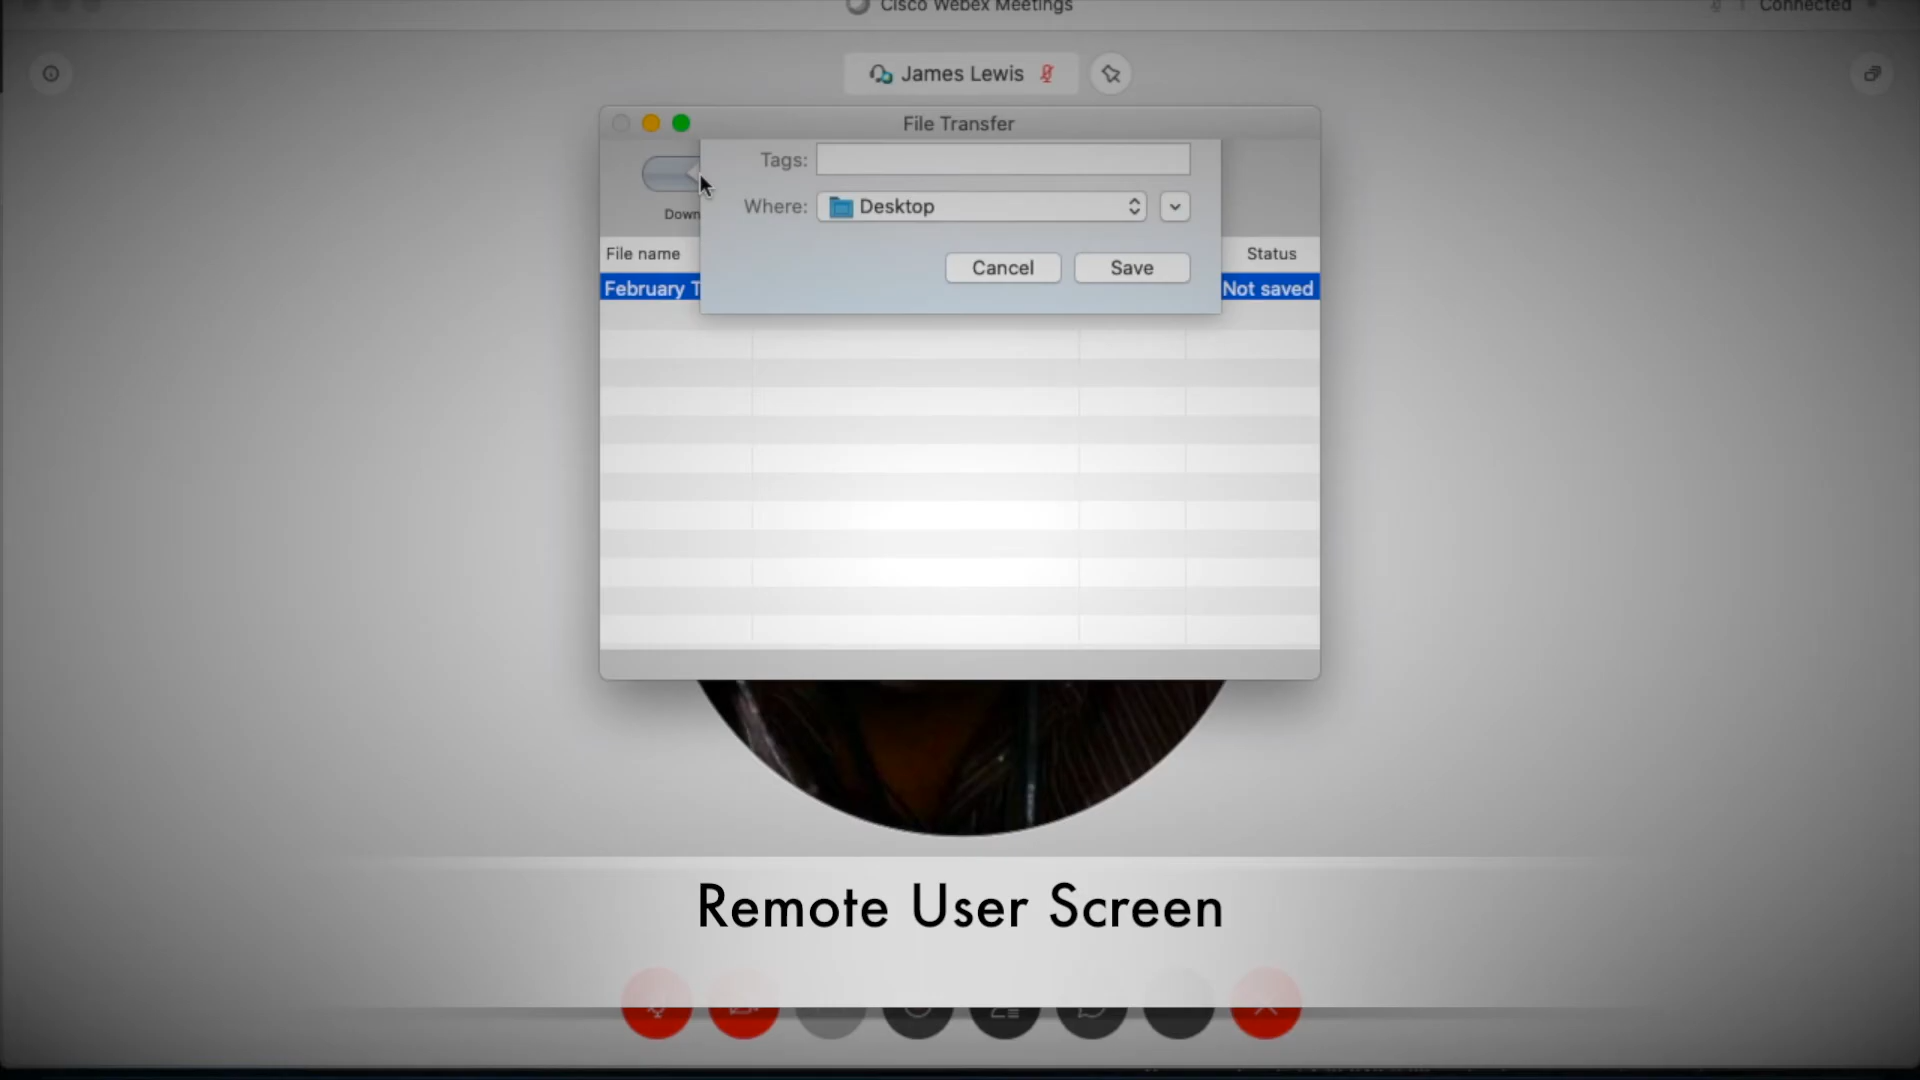 Cisco Webex Meetings
Connected
James Lewis
File Transfer
Tags:
Where: Desktop
Down
Cancel Save
File name Status
February T Not saved
Remote User Screen